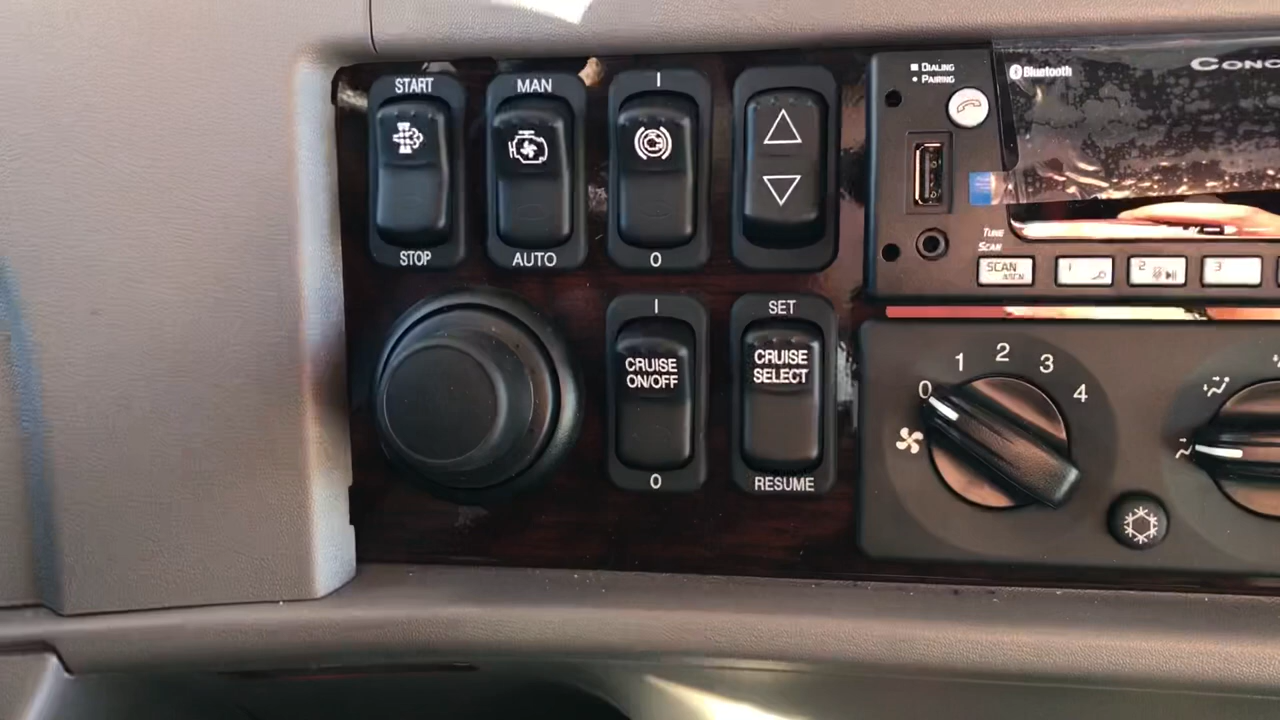 START
MAN
I
STOP
AUTO
0
DIALING
PAIRING
Bluetooth
TUNE
SCAN
SCAN
1
2
3
I
SET
CRUISE
ON/OFF
CRUISE
SELECT
0
RESUME
0 1 2 3 4